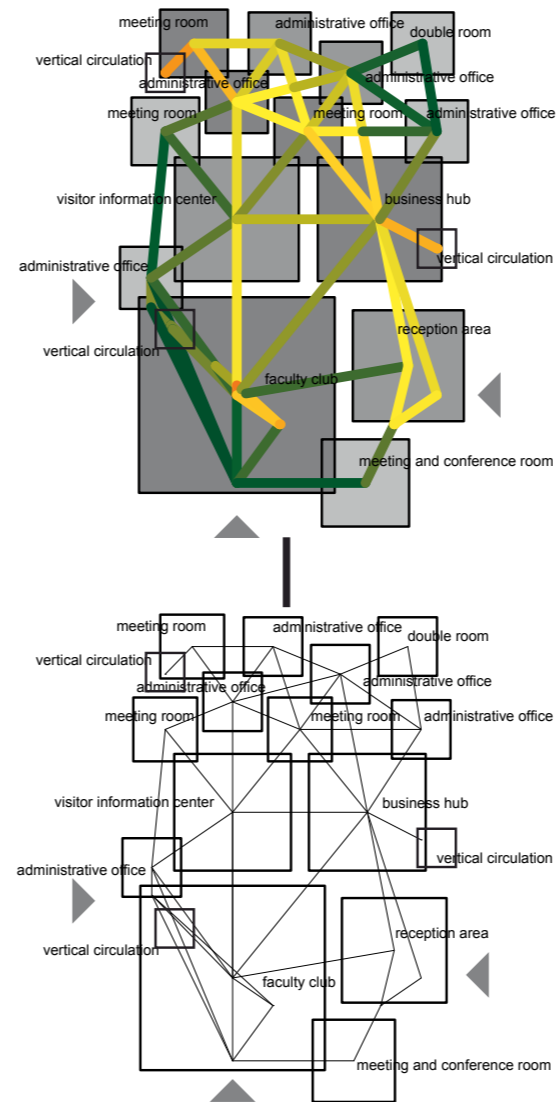 meeting room
administrative office
double room
vertical circulation
administrative office
administrative office
meeting room
meeting room
administrative office
visitor information center
business hub
vertical circulation
administrative office
reception area
vertical circulation
faculty club
meeting and conference room
meeting room
administrative office
double room
vertical circulation
administrative office
administrative office
meeting room
meeting room
administrative office
visitor information center
business hub
vertical circulation
administrative office
reception area
vertical circulation
faculty club
meeting and conference room